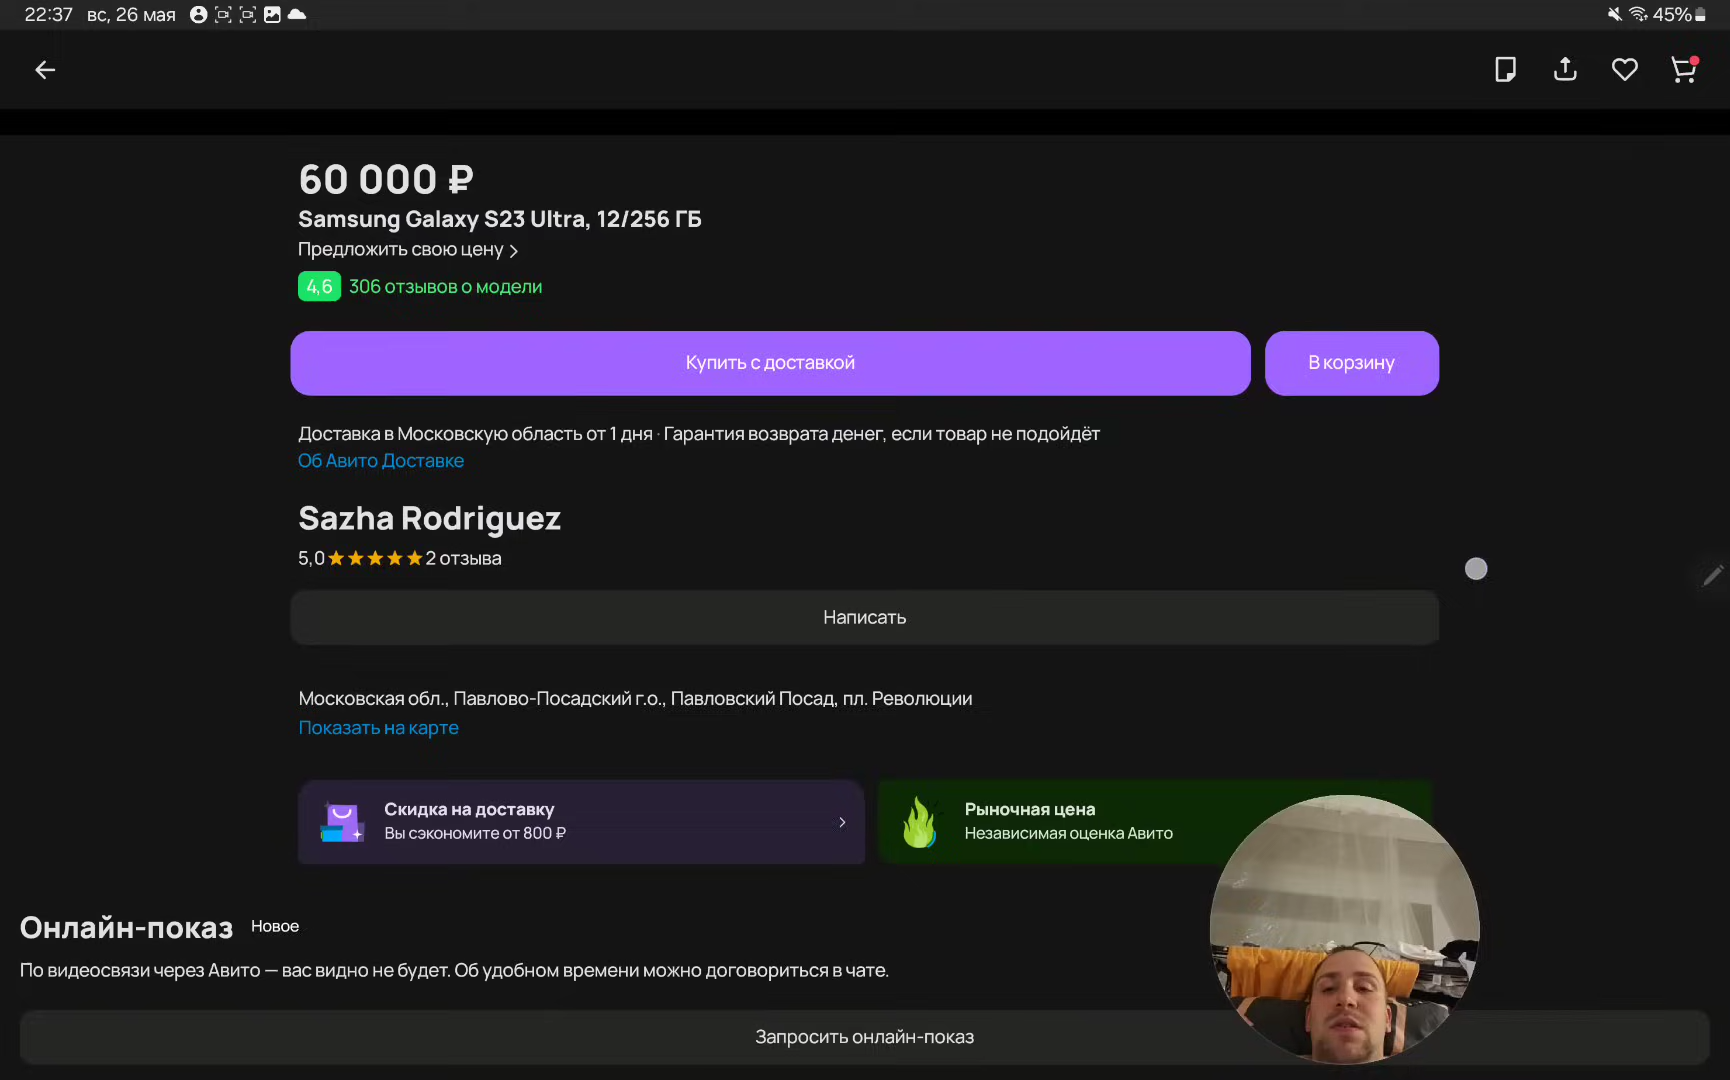 22:37 вс, 26 мая
45%
60 000 ₽
Samsung Galaxy S23 Ultra, 12/256 ГБ
Предложить свою цену
4,6 306 отзывов о модели
Купить с доставкой
В корзину
Доставка в Московскую область от 1 дня · Гарантия возврата денег, если товар не подойдёт
Об Авито Доставке
Sazha Rodriguez
5,0 2 отзыва
Написать
Московская обл., Павлово-Посадский г.о., Павловский Посад, пл. Революции
Показать на карте
Скидка на доставку
Вы сэкономите от 800 ₽
Рыночная цена
Независимая оценка Авито
Онлайн-показ Новое
По видеосвязи через Авито — вас видно не будет. Об удобном времени можно договориться в чате.
Запросить онлайн-показ